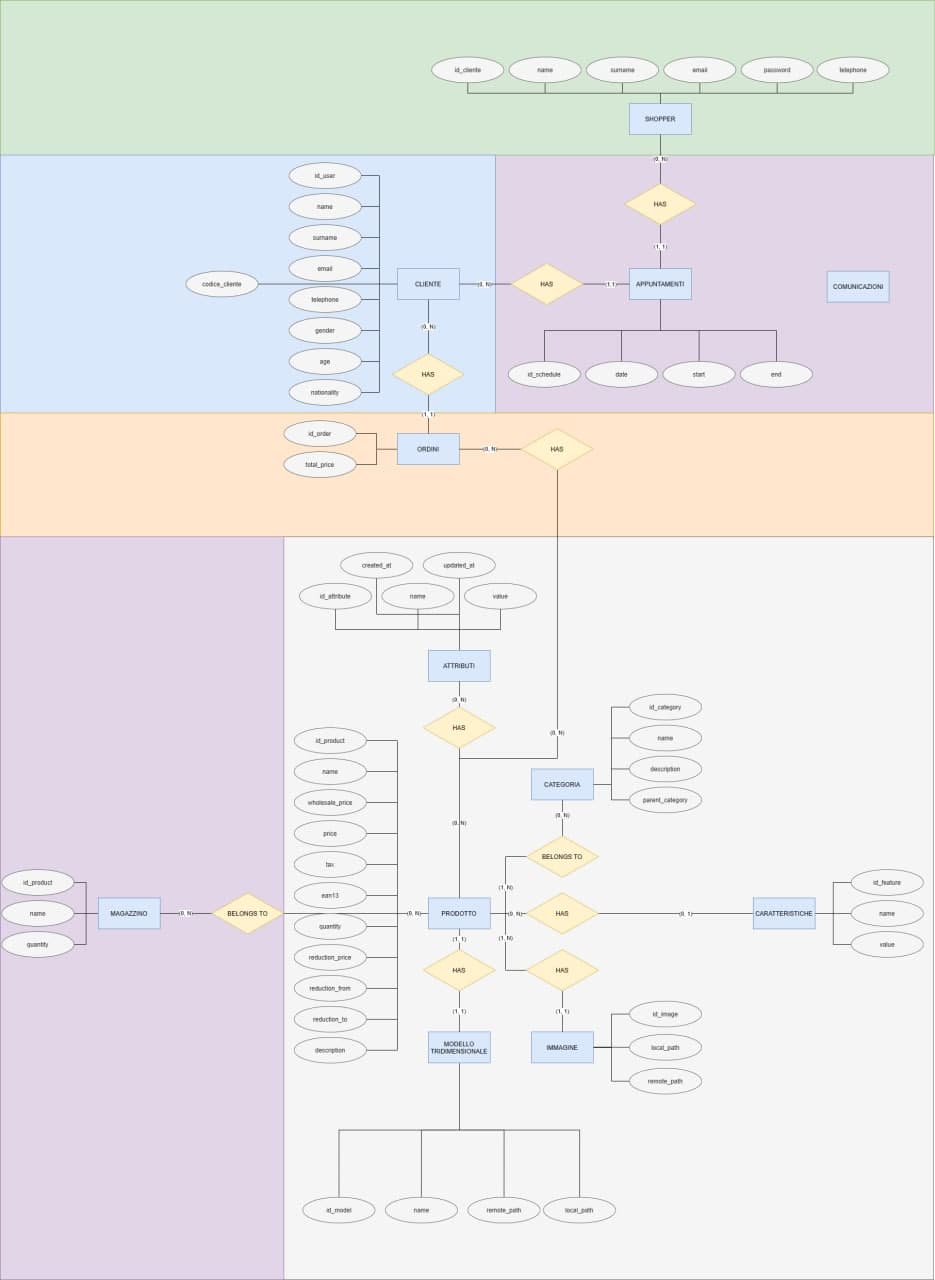 id_cliente
name
surname
email
password
telephone
SHOPPER
(0, N)
HAS
(1, 1)
id_user
name
surname
email
codice_cliente
telephone
gender
age
nationality
CLIENTE
(0, N)
HAS
(1,1)
APPUNTAMENTI
COMUNICAZIONI
(0, N)
HAS
(1, 1)
id_schedule
date
start
end
id_order
total_price
ORDINI
(0, N)
HAS
(0, N)
created_at
updated_at
id_attribute
name
value
ATTRIBUTI
(0, N)
HAS
(0, N)
id_product
name
wholesale_price
price
tax
ean13
quantity
reduction_price
reduction_from
reduction_to
description
id_category
name
description
parent_category
CATEGORIA
(0, N)
BELONGS TO
(1, N)
id_product
name
quantity
MAGAZZINO
(0, N)
BELONGS TO
(0, N)
PRODOTTO
(0, N)
HAS
(0, 1)
CARATTERISTICHE
id_feature
name
value
(1, 1)
HAS
(1, 1)
MODELLO
TRIDIMENSIONALE
(1, N)
HAS
(1, 1)
IMMAGINE
id_image
local_path
remote_path
id_model
name
remote_path
local_path